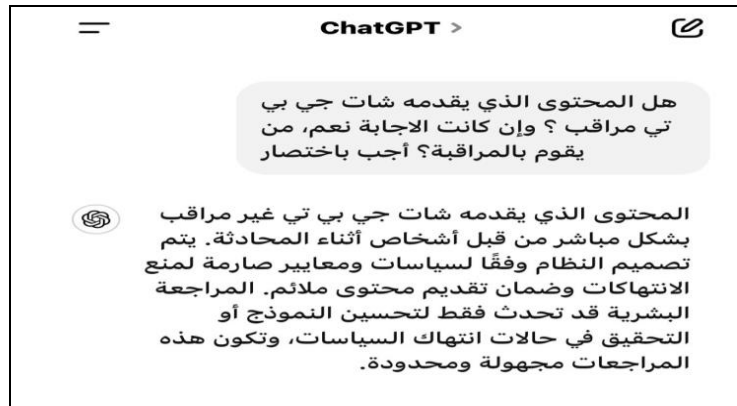 ChatGPT >
هل المحتوى الذي يقدمه شات جي بي
تي مراقب ؟ وإن كانت الاجابة نعم، من
يقوم بالمراقبة؟ أجب باختصار
المحتوى الذي يقدمه شات جي بي تي غير مراقب
بشكل مباشر من قبل أشخاص أثناء المحادثة. يتم
تصميم النظام وفقًا لسياسات ومعايير صارمة لمنع
الانتهاكات وضمان تقديم محتوى ملائم. المراجعة
البشرية قد تحدث فقط لتحسين النموذج أو
التحقيق في حالات انتهاك السياسات، وتكون هذه
المراجعات مجهولة ومحدودة.